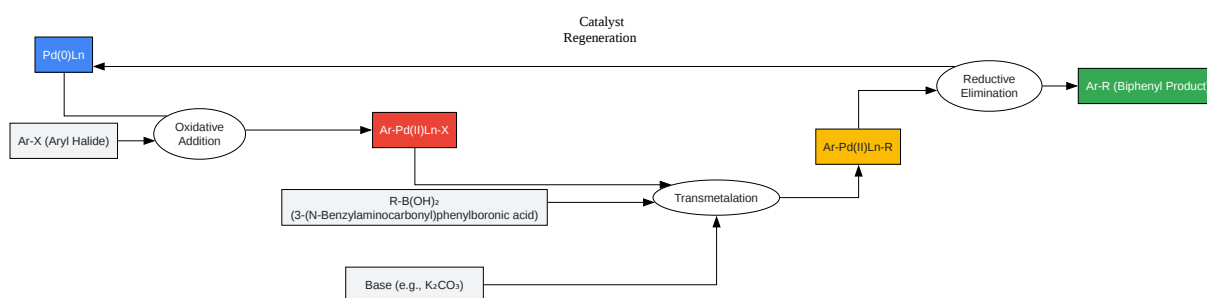 Catalyst
Regeneration
Pd(0)Ln
Reductive
Elimination
Ar-R (Biphenyl Product)
Ar-X (Aryl Halide)
Oxidative
Addition
Ar-Pd(II)Ln-X
Ar-Pd(II)Ln-R
R-B(OH)₂
(3-(N-Benzylaminocarbonyl)phenylboronic acid)
Transmetalation
Base (e.g., K₂CO₃)